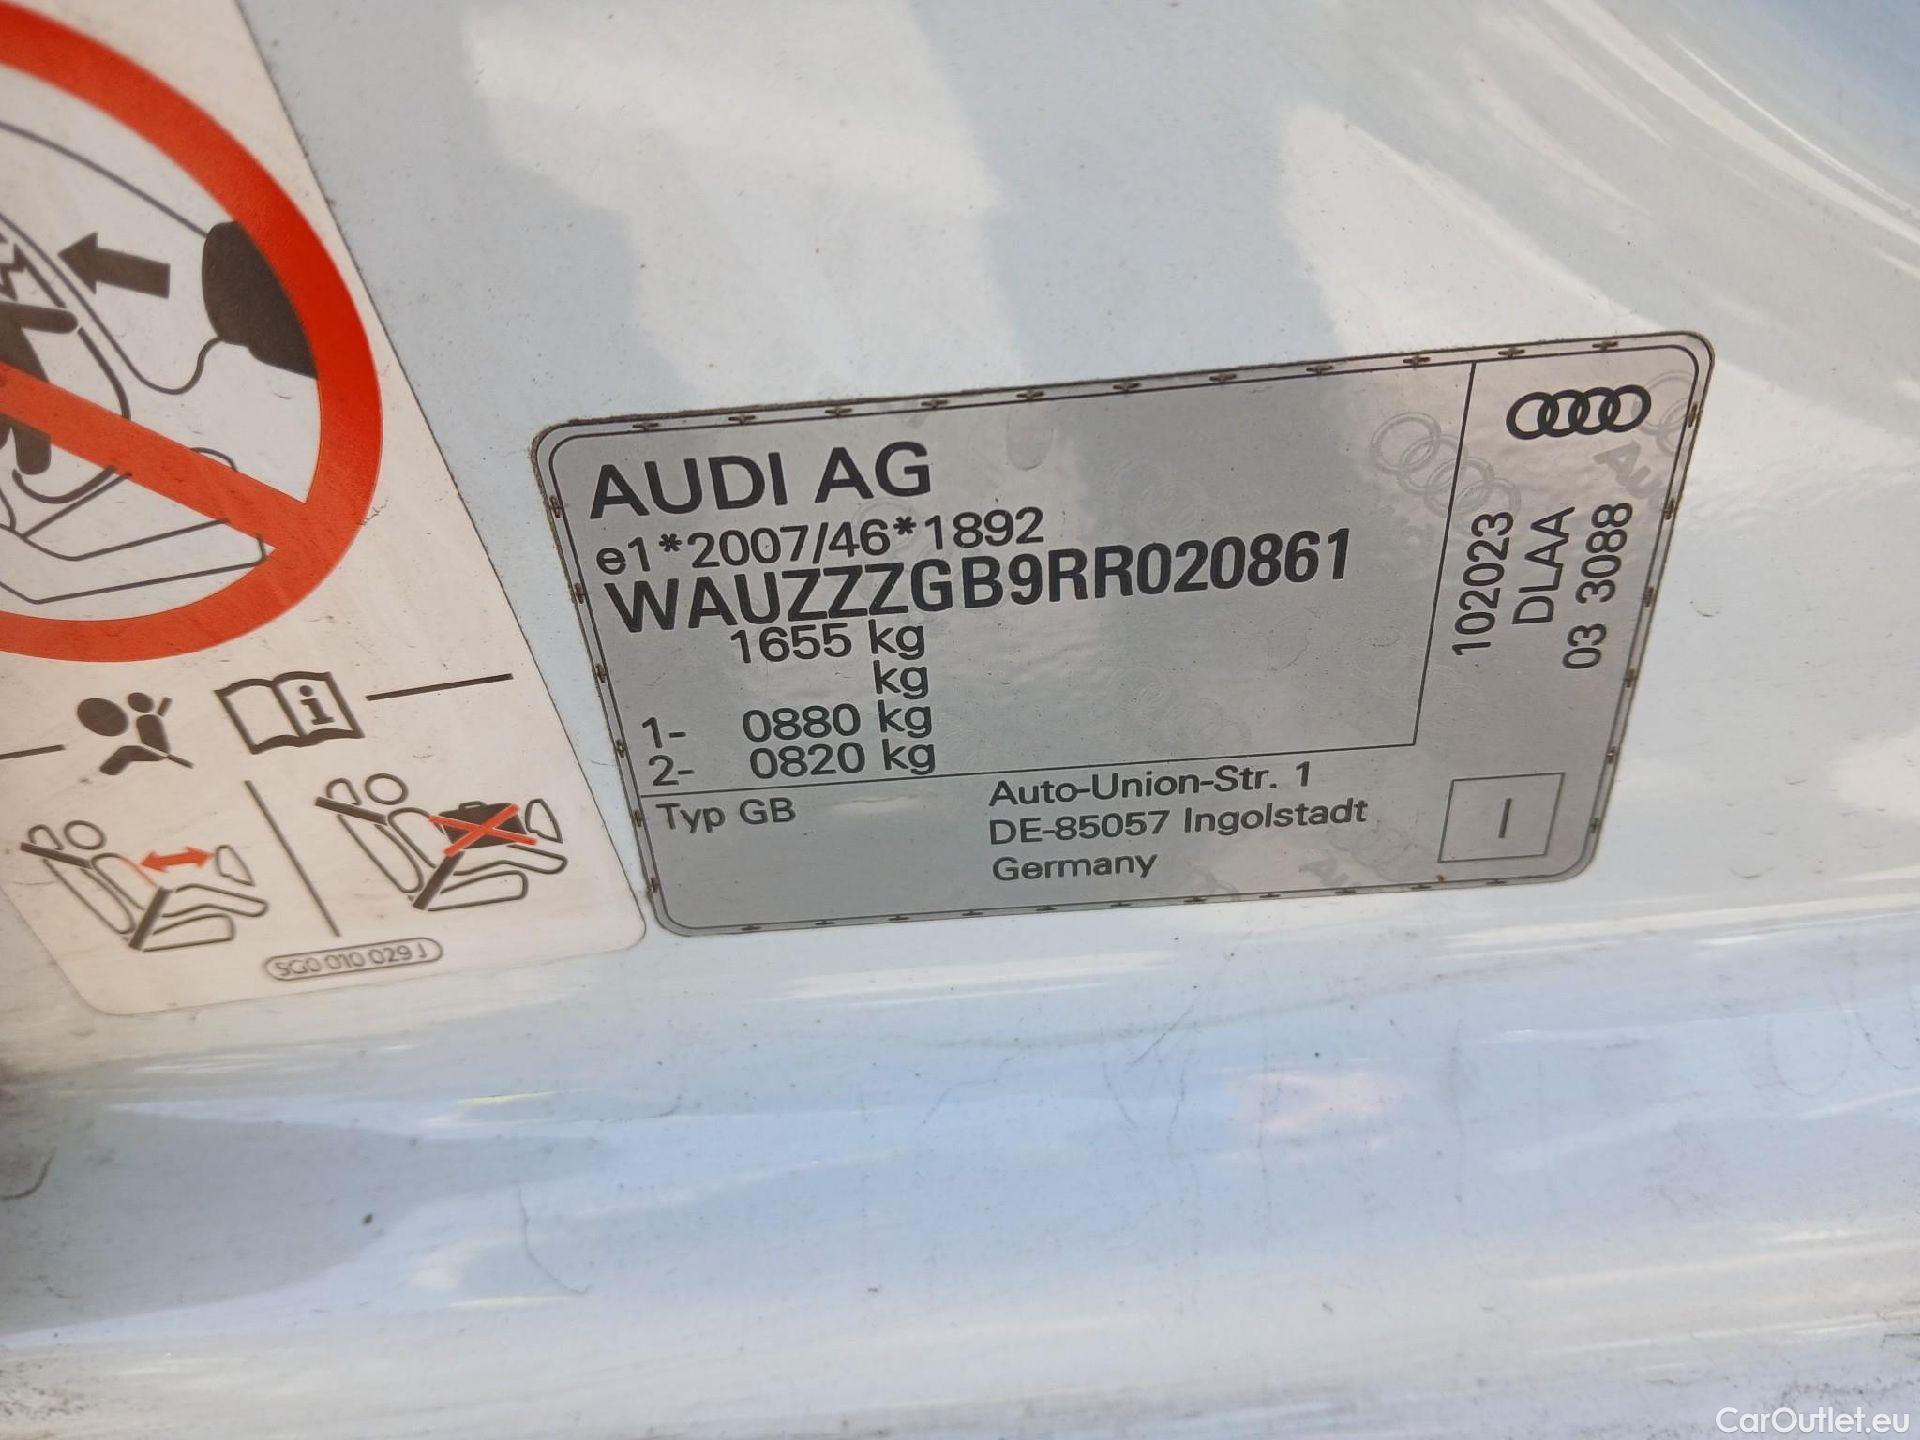 AUDI AG
e1*2007/46*1892
WAUZZZGB9RR020861
1655 kg
kg
1- 0880 kg
2- 0820 kg
Typ GB
Auto-Union-Str. 1
DE-85057 Ingolstadt
Germany
102023
DLAA
03 3088
I
i
5G0 010 029 J
CarOutlet.eu